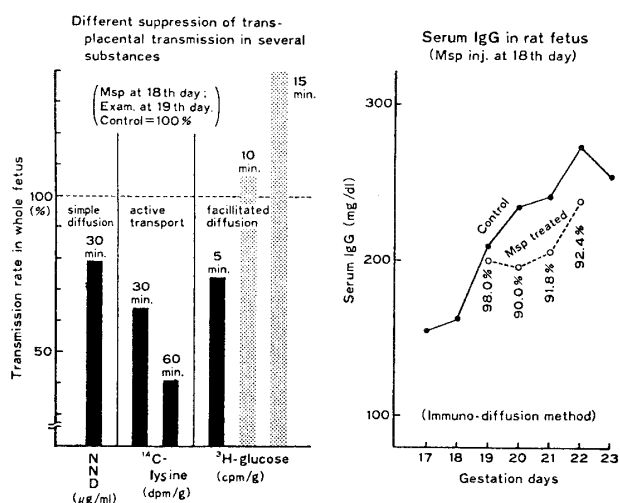 Different suppression of trans-
placental transmission in several
substances
(Msp at 18th day;
Exam. at 19th day.
Control=100%)
15
min.
10
min.
100
(%)
simple
diffusion
active
transport
facillitated
diffusion
30
min.
5
min.
30
min.
60
min.
50
Transmission rate in whole fetus
N
N
D
(μg/ml)
¹⁴C-
lysine
(dpm/g)
³H-glucose
(cpm/g)
Serum IgG in rat fetus
(Msp inj. at 18th day)
300
200
100
80
Serum IgG (mg/dl)
Control
Msp treated
98.0%
90.0%
91.8%
92.4%
(Immuno-diffusion method)
17 18 19 20 21 22 23
Gestation days